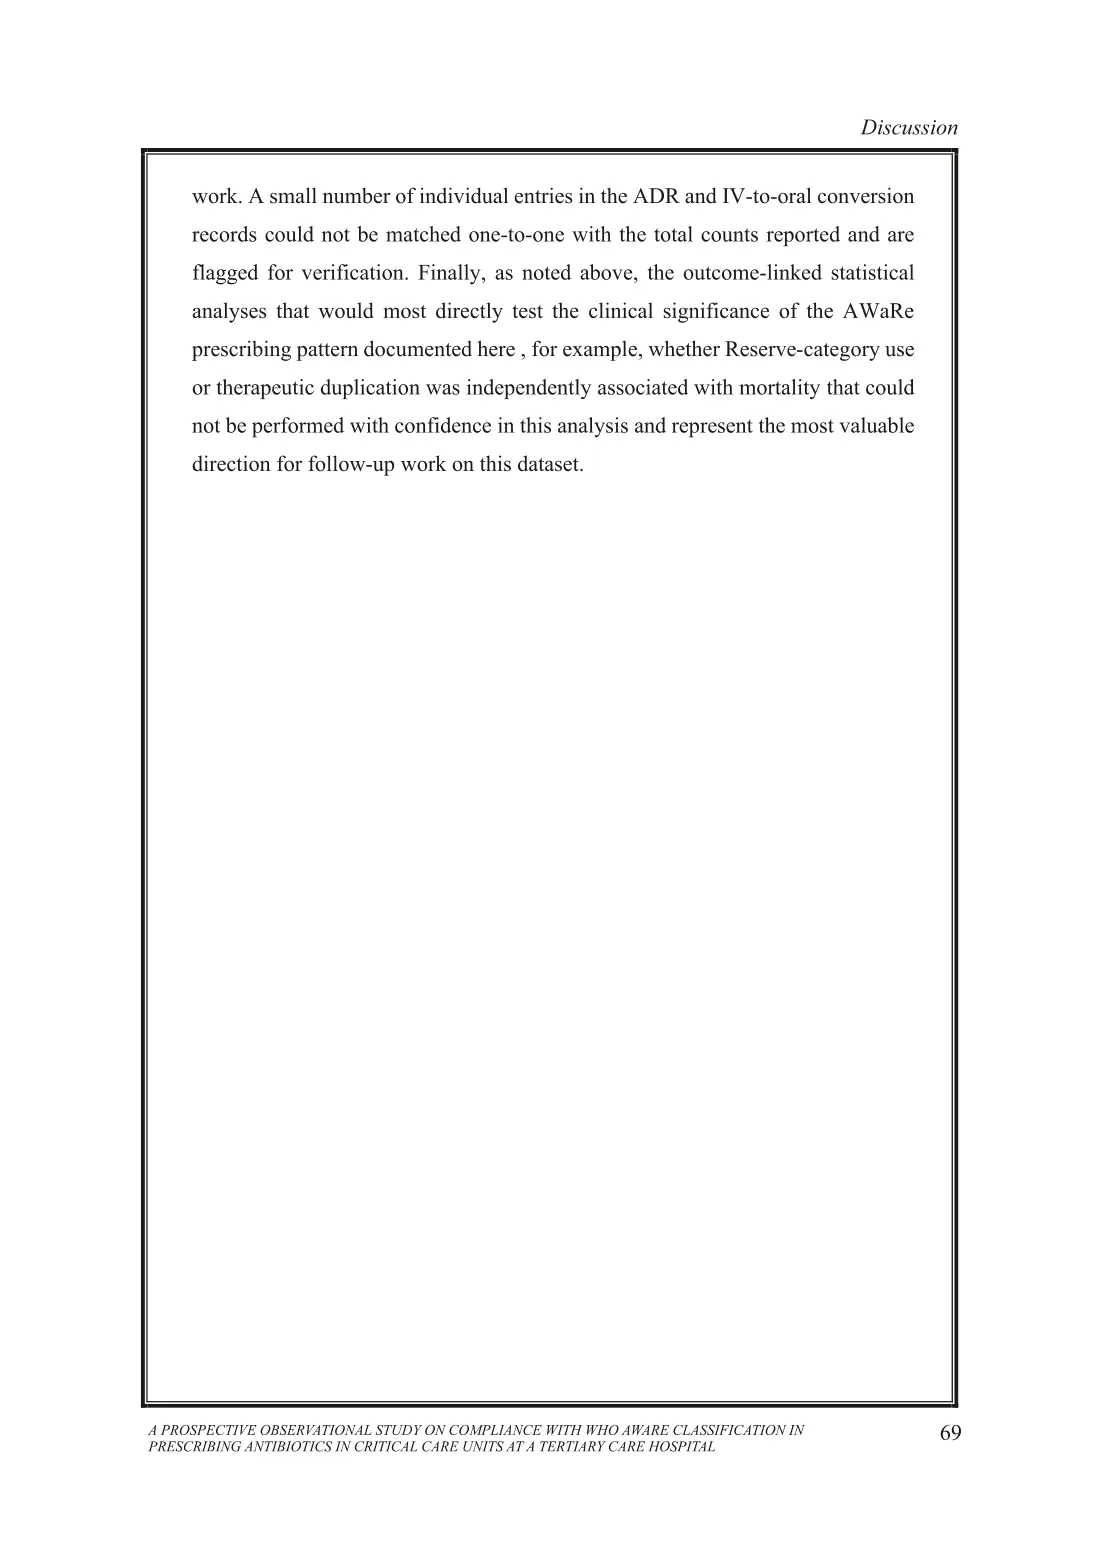 Discussion
work. A small number of individual entries in the ADR and IV-to-oral conversion
records could not be matched one-to-one with the total counts reported and are
flagged for verification. Finally, as noted above, the outcome-linked statistical
analyses that would most directly test the clinical significance of the AWaRe
prescribing pattern documented here , for example, whether Reserve-category use
or therapeutic duplication was independently associated with mortality that could
not be performed with confidence in this analysis and represent the most valuable
direction for follow-up work on this dataset.
A PROSPECTIVE OBSERVATIONAL STUDY ON COMPLIANCE WITH WHO AWARE CLASSIFICATION IN
PRESCRIBING ANTIBIOTICS IN CRITICAL CARE UNITS AT A TERTIARY CARE HOSPITAL
69